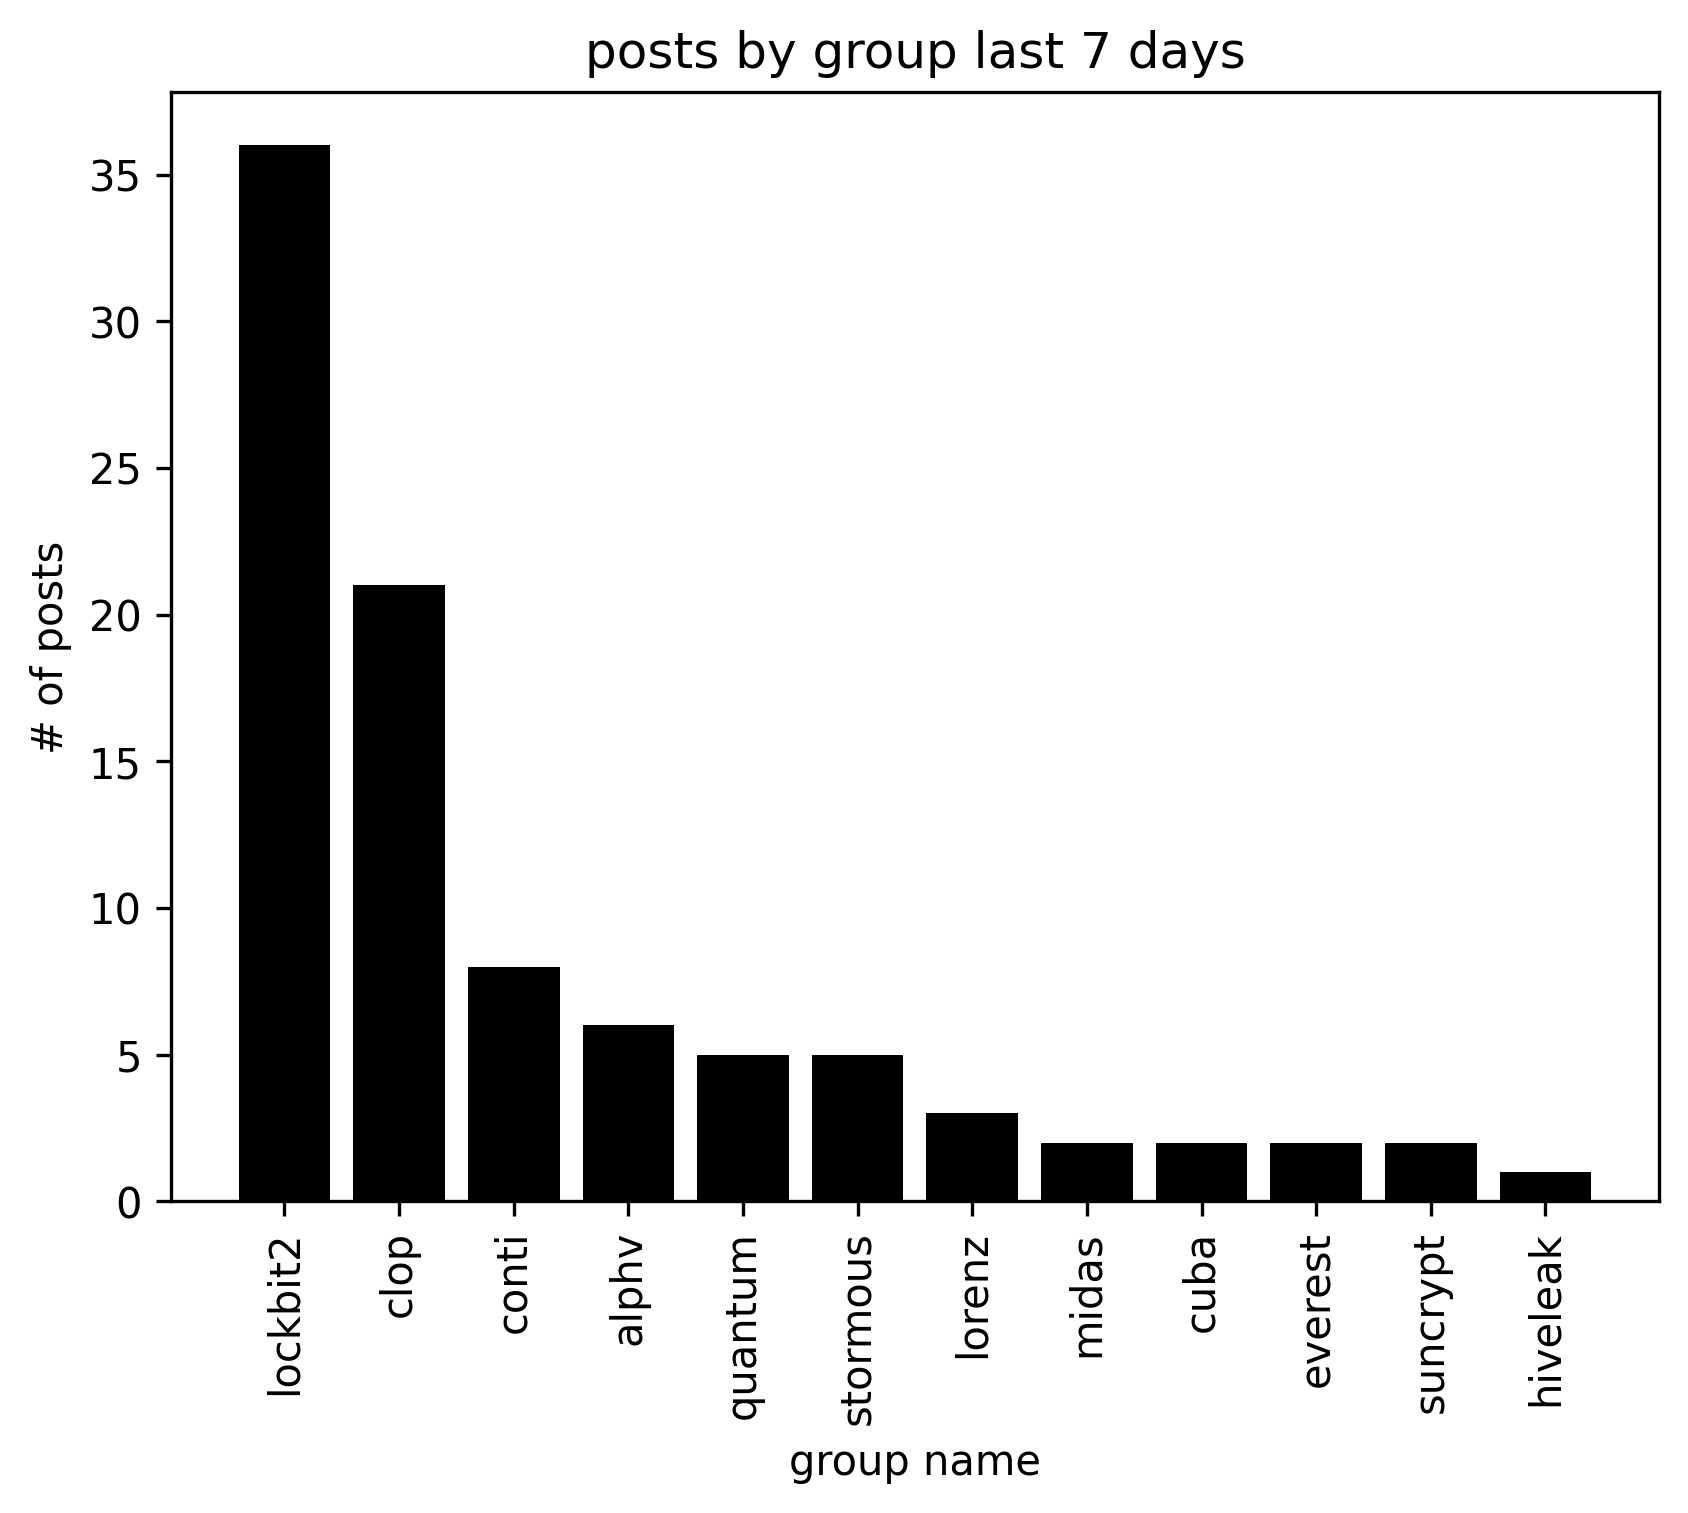 posts by group last 7 days
# of posts
35
30
25
20
15
10
5
0
lockbit2
clop
conti
alphv
quantum
stormous
lorenz
midas
cuba
everest
suncrypt
hiveleak
group name